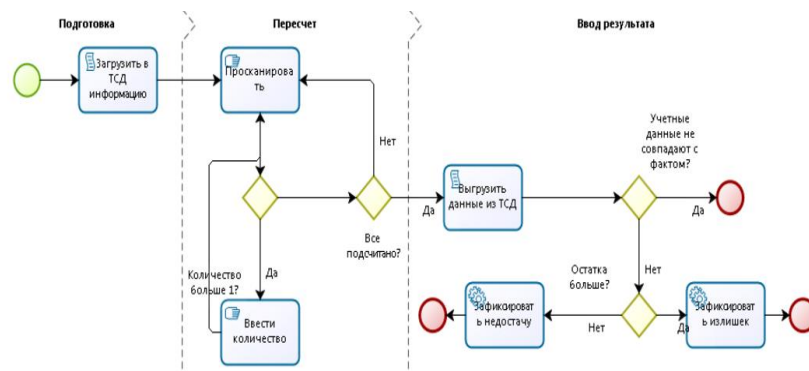 Подготовка
Пересчет
Ввод результата
Загрузить в
ТСД
информацию
Просканирова
ть
Нет
Учетные
данные не
совпадают с
фактом?
Выгрузить
данные из ТСД
Да
Да
Все
подсчитано?
Количество
больше 1?
Да
Остатка
больше?
Нет
Ввести
количество
Зафиксироват
ь недостачу
Нет
Да
Зафиксироват
ь излишек